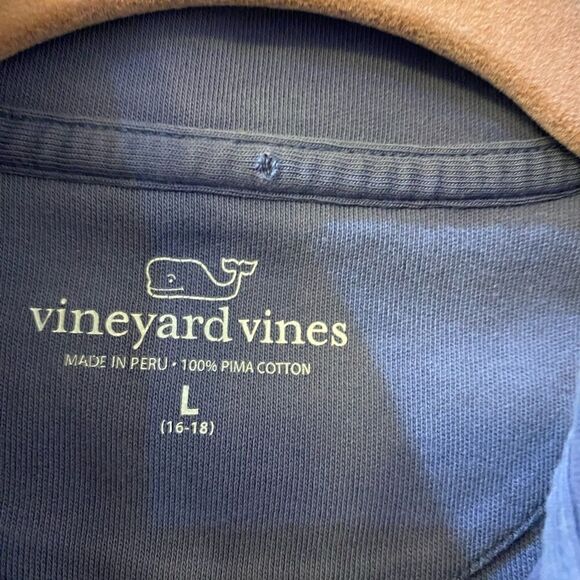 vineyard vines
MADE IN PERU • 100% PIMA COTTON
L
(16-18)